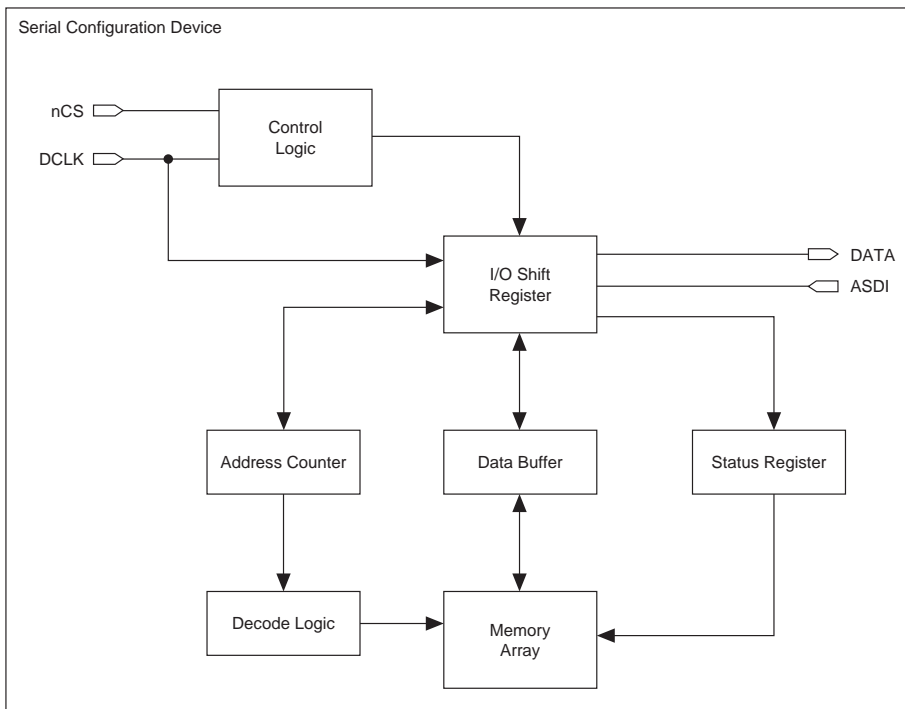 Serial Configuration Device
nCS
Control
Logic
DCLK
I/O Shift
Register
DATA
ASDI
Address Counter
Data Buffer
Status Register
Decode Logic
Memory
Array